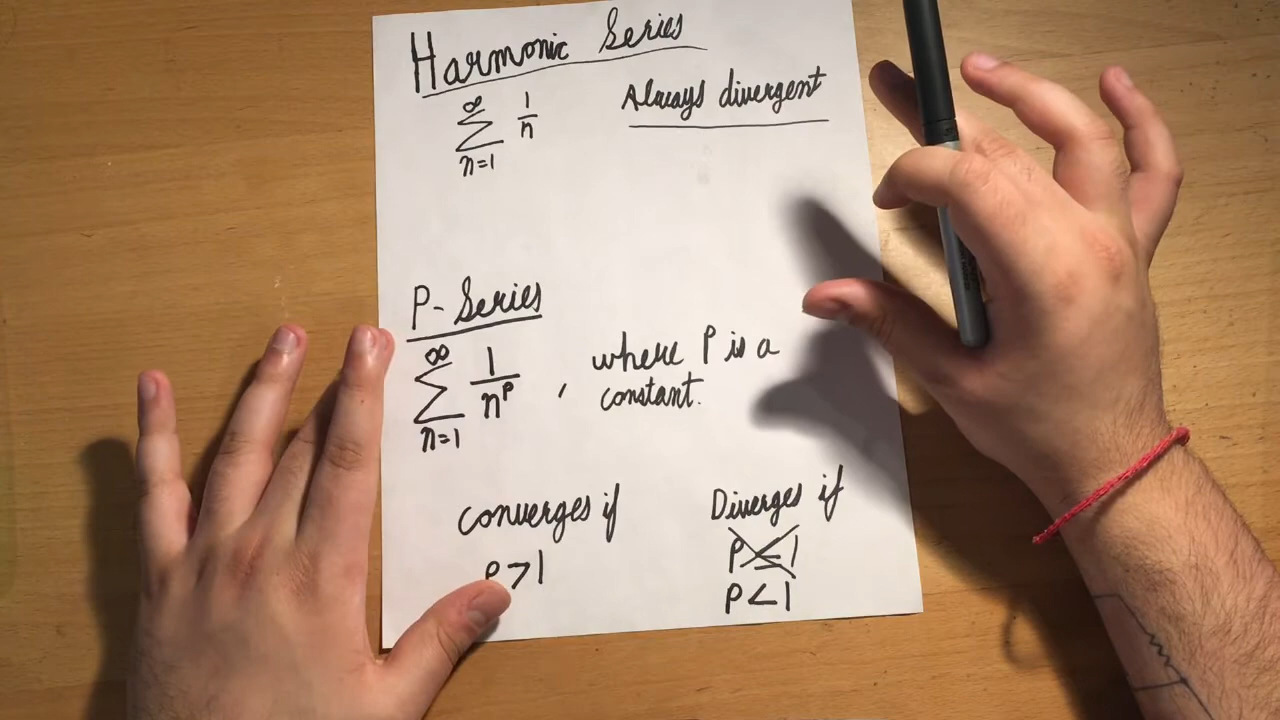 Harmonic Series
∞
∑ 1/n
n=1
Always divergent
P-Series
∞
∑ 1/n^p , where P is a
n=1
constant.
converges if
P>1
Diverges if
P≤1
P<1